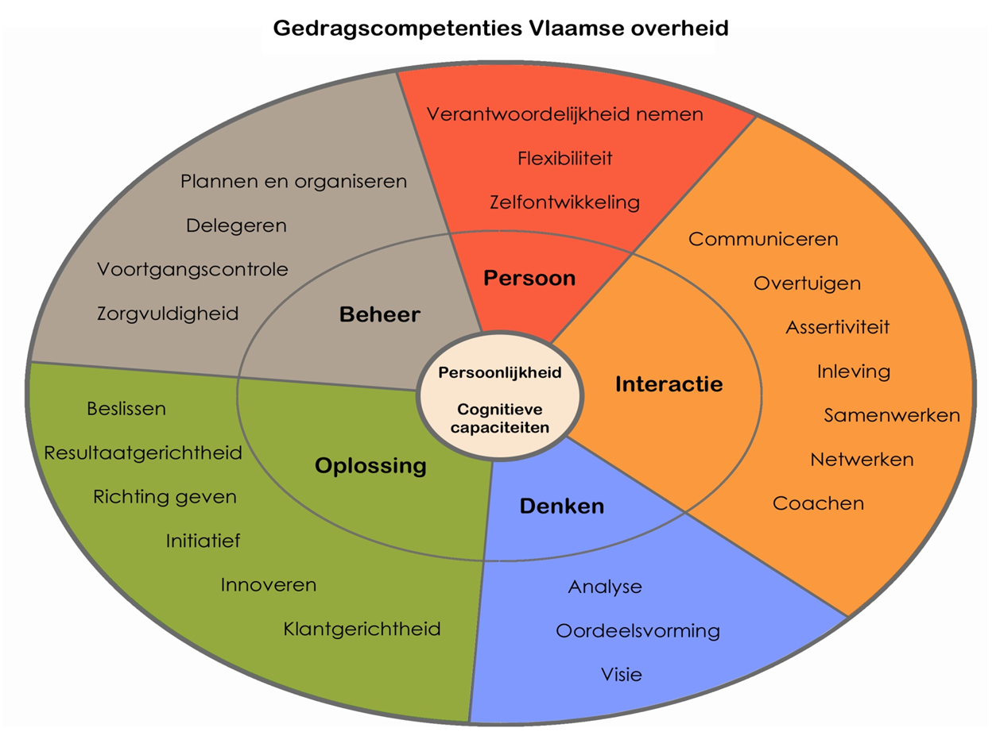 Gedragscompetenties Vlaamse overheid
Verantwoordelijkheid nemen
Flexibiliteit
Zelfontwikkeling
Persoon
Communiceren
Overtuigen
Assertiviteit
Inleving
Samenwerken
Netwerken
Coachen
Interactie
Denken
Analyse
Oordeelsvorming
Visie
Oplossing
Beslissen
Resultaatgerichtheid
Richting geven
Initiatief
Innoveren
Klantgerichtheid
Plannen en organiseren
Delegeren
Voortgangscontrole
Zorgvuldigheid
Beheer
Persoonlijkheid
Cognitieve
capaciteiten